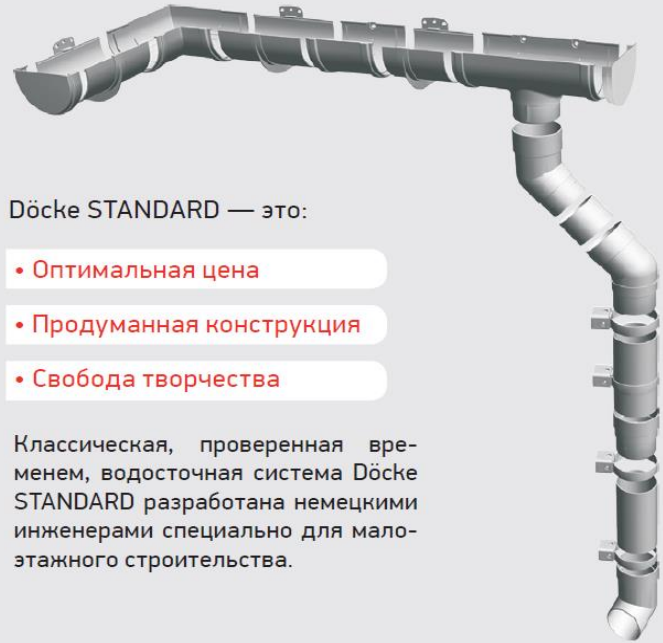 Döcke STANDARD — это:
• Оптимальная цена
• Продуманная конструкция
• Свобода творчества
Классическая, проверенная вре-
менем, водосточная система Döcke
STANDARD разработана немецкими
инженерами специально для мало-
этажного строительства.